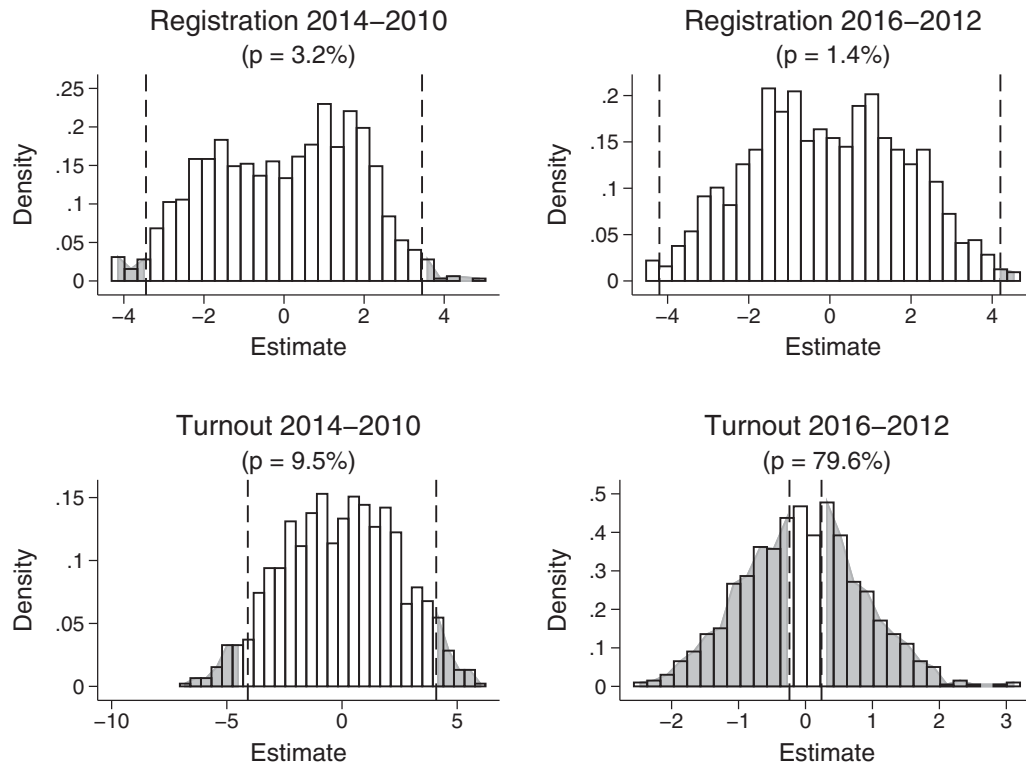 Registration 2014–2010
(p = 3.2%)
.25
.2
.15
.1
.05
0
Density
−4
−2
0
2
4
Estimate
Registration 2016–2012
(p = 1.4%)
.2
.15
.1
.05
0
Density
−4
−2
0
2
4
Estimate
Turnout 2014–2010
(p = 9.5%)
.15
.1
.05
0
Density
−10
−5
0
5
Estimate
Turnout 2016–2012
(p = 79.6%)
.5
.4
.3
.2
.1
0
Density
−2
−1
0
1
2
3
Estimate